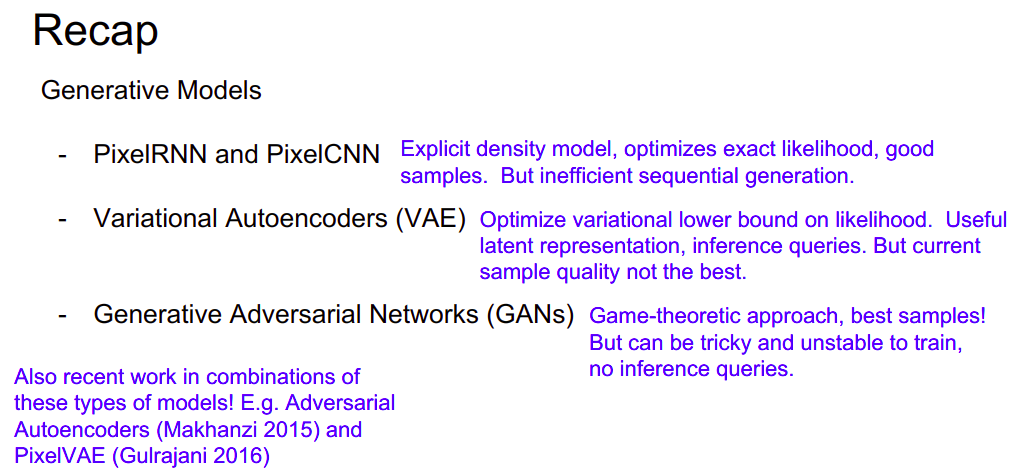 Recap
Generative Models
- PixelRNN and PixelCNN
Explicit density model, optimizes exact likelihood, good
samples.  But inefficient sequential generation.
- Variational Autoencoders (VAE)
Optimize variational lower bound on likelihood.  Useful
latent representation, inference queries. But current
sample quality not the best.
- Generative Adversarial Networks (GANs)
Game-theoretic approach, best samples!
But can be tricky and unstable to train,
no inference queries.
Also recent work in combinations of
these types of models! E.g. Adversarial
Autoencoders (Makhanzi 2015) and
PixelVAE (Gulrajani 2016)